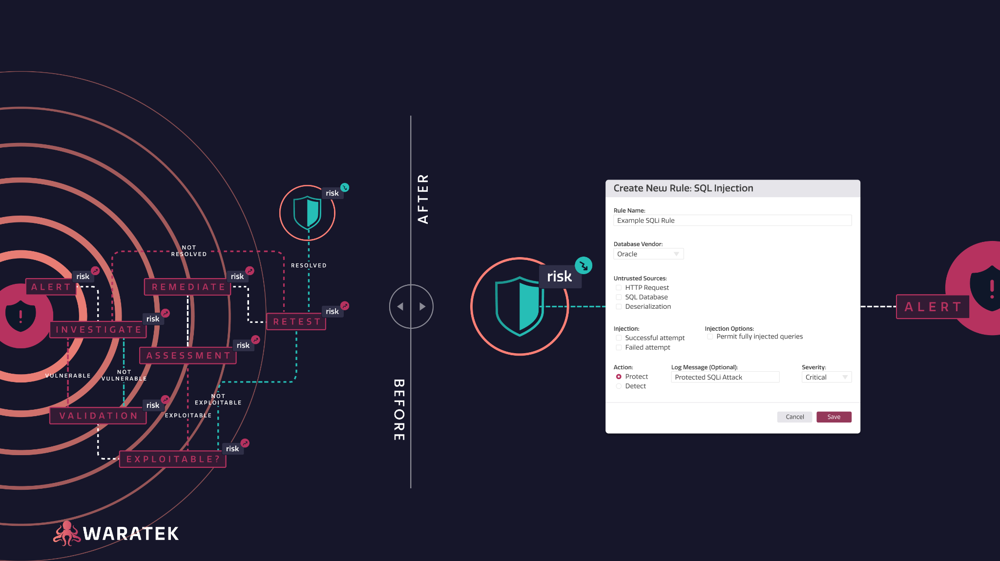 risk
NOT
RESOLVED
RESOLVED
risk
ALERT
risk
REMEDIATE
risk
RETEST
risk
INVESTIGATE
risk
ASSESSMENT
risk
VULNERABLE
NOT
VULNERABLE
NOT
EXPLOITABLE
EXPLOITABLE
VALIDATION
risk
EXPLOITABLE?
risk
WARATEK
BEFORE
AFTER
risk
Create New Rule: SQL Injection
Rule Name:
Example SQLi Rule
Database Vendor:
Oracle
Untrusted Sources:
HTTP Request
SQL Database
Deserialization
Injection:
Successful attempt
Failed attempt
Injection Options:
Permit fully injected queries
Action:
Protect
Detect
Log Message (Optional):
Protected SQLi Attack
Severity:
Critical
Cancel
Save
ALERT